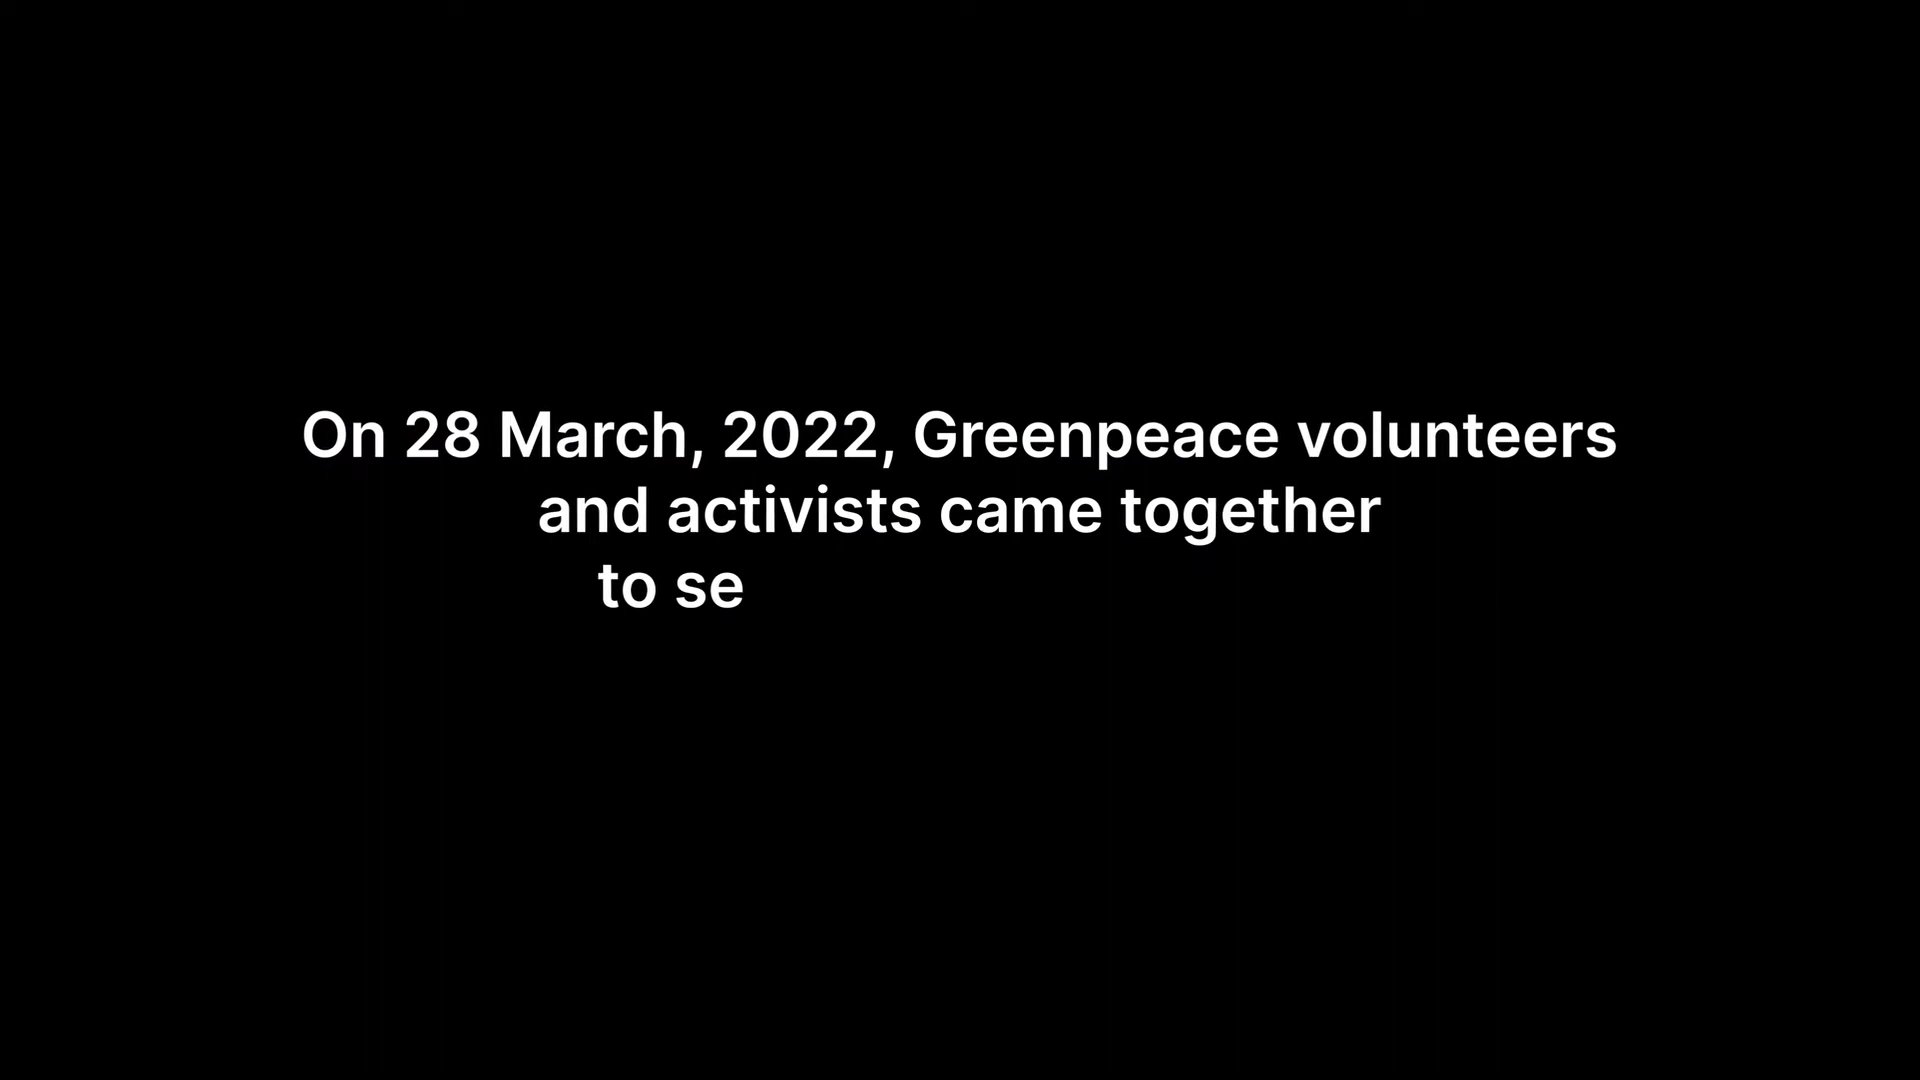 On 28 March, 2022, Greenpeace volunteers
and activists came together
to se